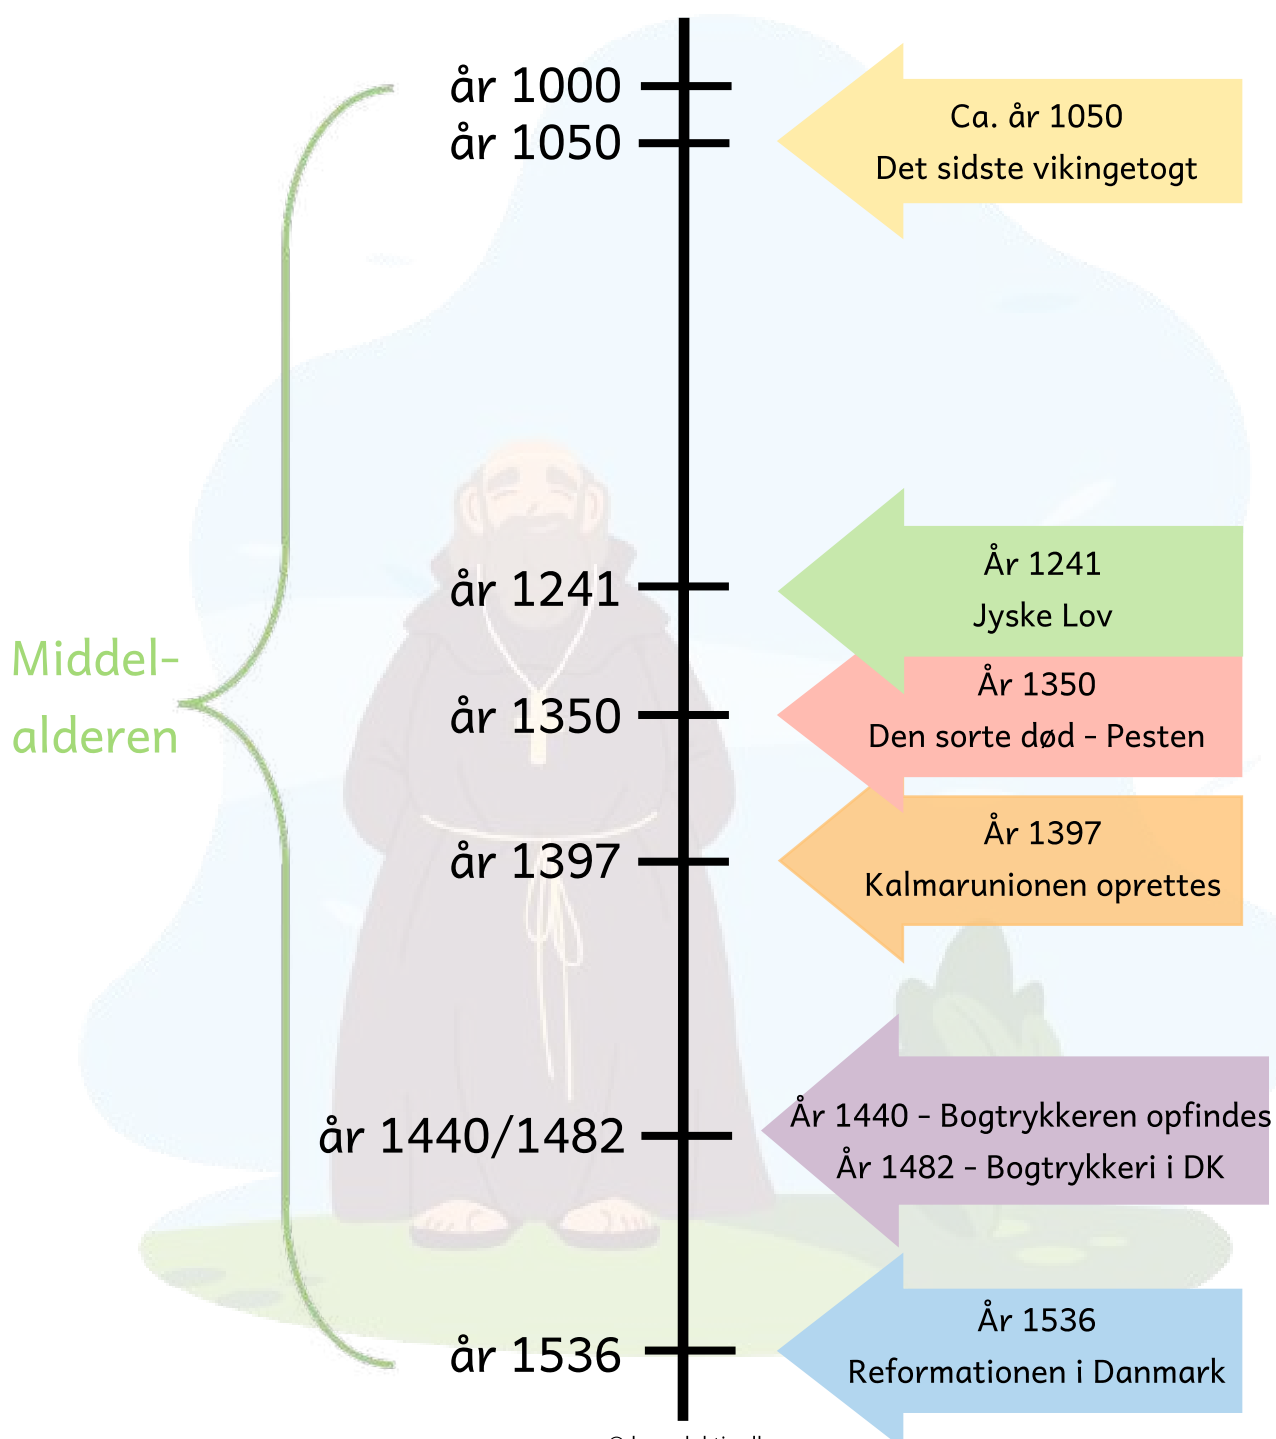 år 1000
år 1050
Ca. år 1050
Det sidste vikingetogt
år 1241
År 1241
Jyske Lov
Middel-
alderen
år 1350
År 1350
Den sorte død - Pesten
år 1397
År 1397
Kalmarunionen oprettes
år 1440/1482
År 1440 - Bogtrykkeren opfindes
År 1482 - Bogtrykkeri i DK
år 1536
År 1536
Reformationen i Danmark